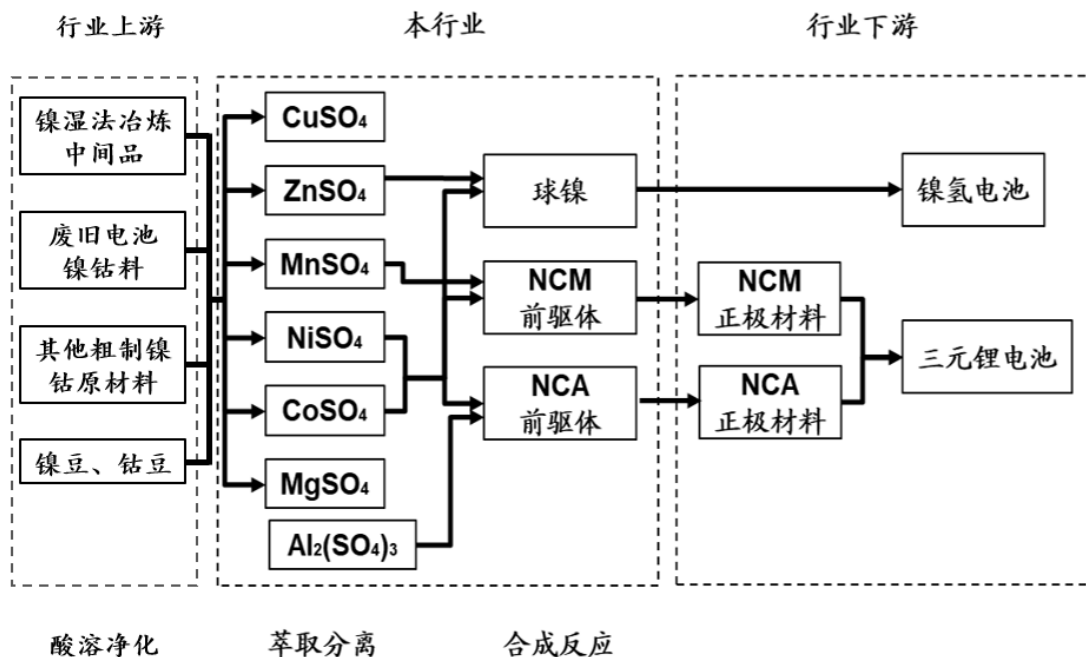 行业上游
本行业
行业下游
镍湿法冶炼
中间品
废旧电池
镍钴料
其他粗制镍
钴原材料
镍豆、钴豆
CuSO₄
ZnSO₄
MnSO₄
NiSO₄
CoSO₄
MgSO₄
Al₂(SO₄)₃
球镍
NCM
前驱体
NCA
前驱体
镍氢电池
NCM
正极材料
NCA
正极材料
三元锂电池
酸溶净化
萃取分离
合成反应